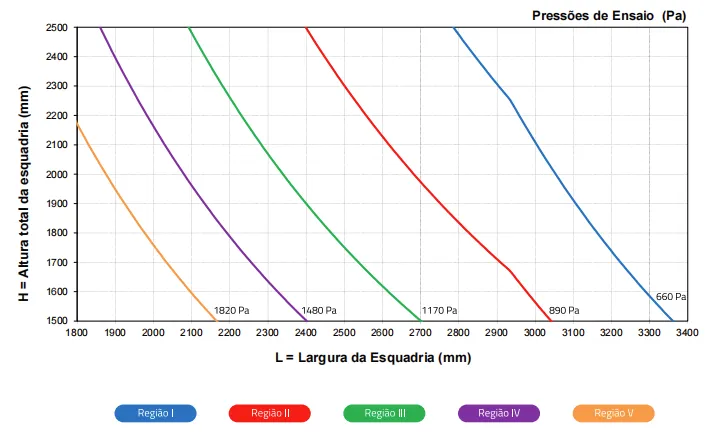 Pressões de Ensaio (Pa)
H = Altura total da esquadria (mm)
2500
2400
2300
2200
2100
2000
1900
1800
1700
1600
1500
1820 Pa
1480 Pa
1170 Pa
890 Pa
660 Pa
1800 1900 2000 2100 2200 2300 2400 2500 2600 2700 2800 2900 3000 3100 3200 3300 3400
L = Largura da Esquadria (mm)
Região I
Região II
Região III
Região IV
Região V